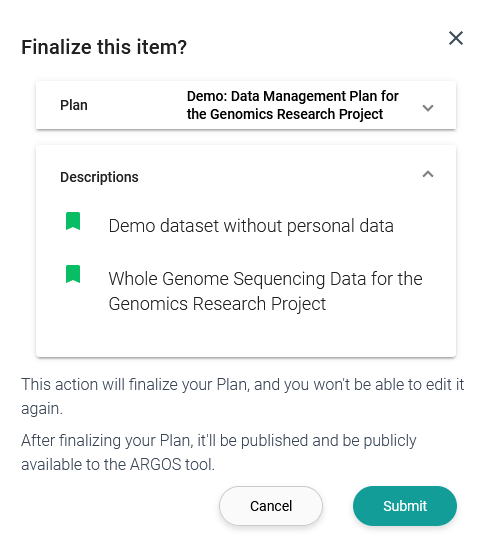 Finalize this item?
Plan
Demo: Data Management Plan for
the Genomics Research Project
Descriptions
Demo dataset without personal data
Whole Genome Sequencing Data for the
Genomics Research Project
This action will finalize your Plan, and you won't be able to edit it
again.
After finalizing your Plan, it'll be published and be publicly
available to the ARGOS tool.
Cancel
Submit